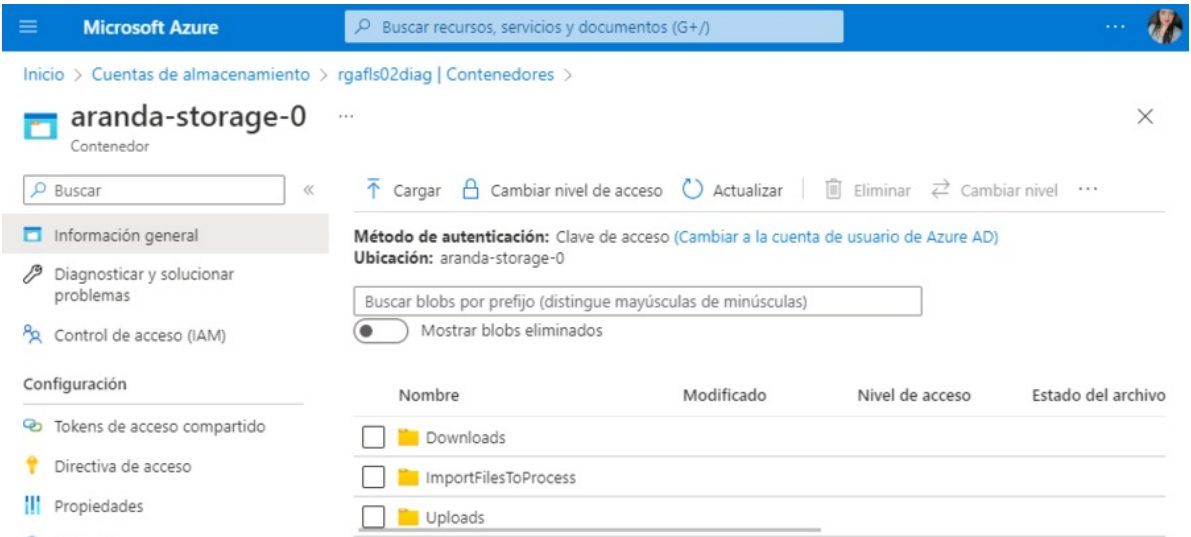 Microsoft Azure
Buscar recursos, servicios y documentos (G+/)
...
Inicio > Cuentas de almacenamiento > rgafls02diag | Contenedores >
aranda-storage-0 ...
Contenedor
Buscar
Cargar Cambiar nivel de acceso Actualizar Eliminar Cambiar nivel ...
Información general
Método de autenticación: Clave de acceso (Cambiar a la cuenta de usuario de Azure AD)
Ubicación: aranda-storage-0
Diagnosticar y solucionar
problemas
Buscar blobs por prefijo (distingue mayúsculas de minúsculas)
Control de acceso (IAM)
Mostrar blobs eliminados
Configuración
Nombre Modificado Nivel de acceso Estado del archivo
Tokens de acceso compartido
Downloads
Directiva de acceso
ImportFilesToProcess
Propiedades
Uploads